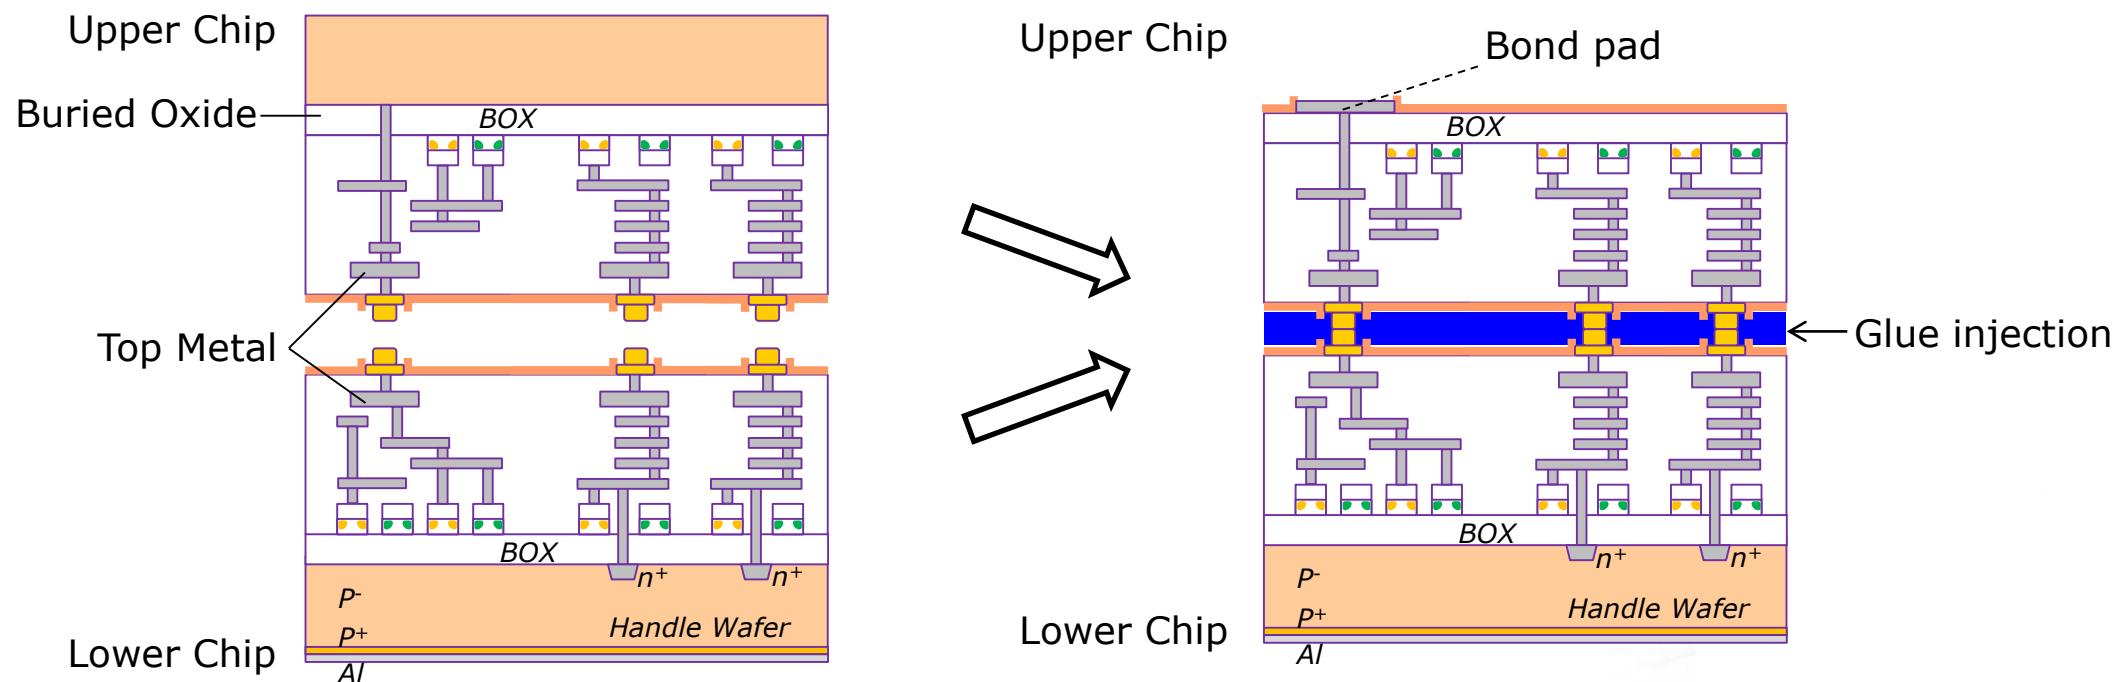 Upper Chip
Buried Oxide
BOX
Top Metal
BOX
n+
n+
P-
P+
Handle Wafer
Lower Chip
Al
Upper Chip
Bond pad
BOX
Glue injection
BOX
n+
n+
P-
P+
Handle Wafer
Lower Chip
Al